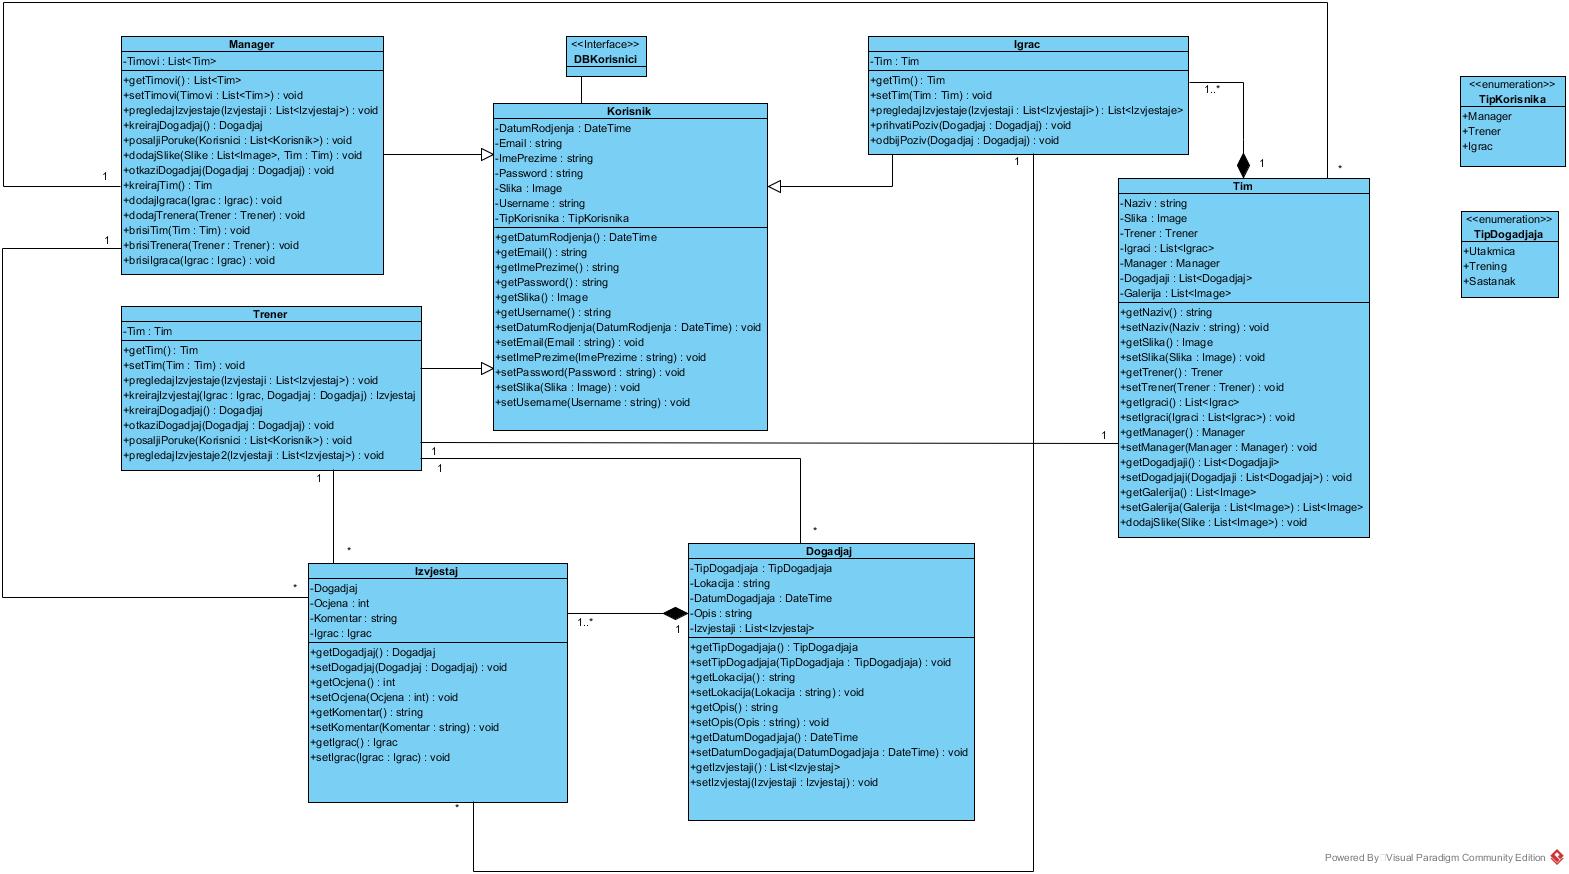 Manager
-Timovi : List<Tim>
+getTimovi() : List<Tim>
+setTimovi(Timovi : List<Tim>) : void
+pregledajIzvjestaje(Izvjestaji : List<Izvjestaj>) : void
+kreirajDogadjaj() : Dogadjaj
+posaljiPoruke(Korisnici : List<Korisnik>) : void
+dodajSlike(Slike : List<Image>, Tim : Tim) : void
+otkaziDogadjaj(Dogadjaj : Dogadjaj) : void
+kreirajTim() : Tim
+dodajIgraca(Igrac : Igrac) : void
+dodajTrenera(Trener : Trener) : void
+brisiTim(Tim : Tim) : void
+brisiTrenera(Trener : Trener) : void
+brisiIgraca(Igrac : Igrac) : void
1
1
<<Interface>>
DBKorisnici
Korisnik
-DatumRodjenja : DateTime
-Email : string
-ImePrezime : string
-Password : string
-Slika : Image
-Username : string
-TipKorisnika : TipKorisnika
+getDatumRodjenja() : DateTime
+getEmail() : string
+getImePrezime() : string
+getPassword() : string
+getSlika() : Image
+getUsername() : string
+setDatumRodjenja(DatumRodjenja : DateTime) : void
+setEmail(Email : string) : void
+setImePrezime(ImePrezime : string) : void
+setPassword(Password : string) : void
+setSlika(Slika : Image) : void
+setUsername(Username : string) : void
Igrac
-Tim : Tim
+getTim() : Tim
+setTim(Tim : Tim) : void
+pregledajIzvjestaje(Izvjestaji : List<Izvjestaji>) : List<Izvjestaje>
+prihvatiPoziv(Dogadjaj : Dogadjaj) : void
+odbijPoziv(Dogadjaj : Dogadjaj) : void
1..*
1
1
*
<<enumeration>>
TipKorisnika
+Manager
+Trener
+Igrac
<<enumeration>>
TipDogadjaja
+Utakmica
+Trening
+Sastanak
Tim
-Naziv : string
-Slika : Image
-Trener : Trener
-Igraci : List<Igrac>
-Manager : Manager
-Dogadjaji : List<Dogadjaj>
-Galerija : List<Image>
+getNaziv() : string
+setNaziv(Naziv : string) : void
+getSlika() : Image
+setSlika(Slika : Image) : void
+getTrener() : Trener
+setTrener(Trener : Trener) : void
+getIgraci() : List<Igrac>
+setIgraci(Igraci : List<Igrac>) : void
+getManager() : Manager
+setManager(Manager : Manager) : void
+getDogadjaji() : List<Dogadjaji>
+setDogadjaji(Dogadjaji : List<Dogadjaj>) : void
+getGalerija() : List<Image>
+setGalerija(Galerija : List<Image>) : List<Image>
+dodajSlike(Slike : List<Image>) : void
Trener
-Tim : Tim
+getTim() : Tim
+setTim(Tim : Tim) : void
+pregledajIzvjestaje(Izvjestaji : List<Izvjestaj>) : void
+kreirajIzvjestaj(Igrac : Igrac, Dogadjaj : Dogadjaj) : Izvjestaj
+kreirajDogadjaj() : Dogadjaj
+otkaziDogadjaj(Dogadjaj : Dogadjaj) : void
+posaljiPoruke(Korisnici : List<Korisnik>) : void
+pregledajIzvjestaje2(Izvjestaji : List<Izvjestaj>) : void
1
1
1
1
*
*
*
Izvjestaj
-Dogadjaj
-Ocjena : int
-Komentar : string
-Igrac : Igrac
+getDogadjaj() : Dogadjaj
+setDogadjaj(Dogadjaj : Dogadjaj) : void
+getOcjena() : int
+setOcjena(Ocjena : int) : void
+getKomentar() : string
+setKomentar(Komentar : string) : void
+getIgrac() : Igrac
+setIgrac(Igrac : Igrac) : void
*
1..*
1
Dogadjaj
-TipDogadjaja : TipDogadjaja
-Lokacija : string
-DatumDogadjaja : DateTime
-Opis : string
-Izvjestaji : List<Izvjestaj>
+getTipDogadjaja() : TipDogadjaja
+setTipDogadjaja(TipDogadjaja : TipDogadjaja) : void
+getLokacija() : string
+setLokacija(Lokacija : string) : void
+getOpis() : string
+setOpis(Opis : string) : void
+getDatumDogadjaja() : DateTime
+setDatumDogadjaja(DatumDogadjaja : DateTime) : void
+getIzvjestaji() : List<Izvjestaj>
+setIzvjestaj(Izvjestaji : Izvjestaj) : void
Powered By Visual Paradigm Community Edition